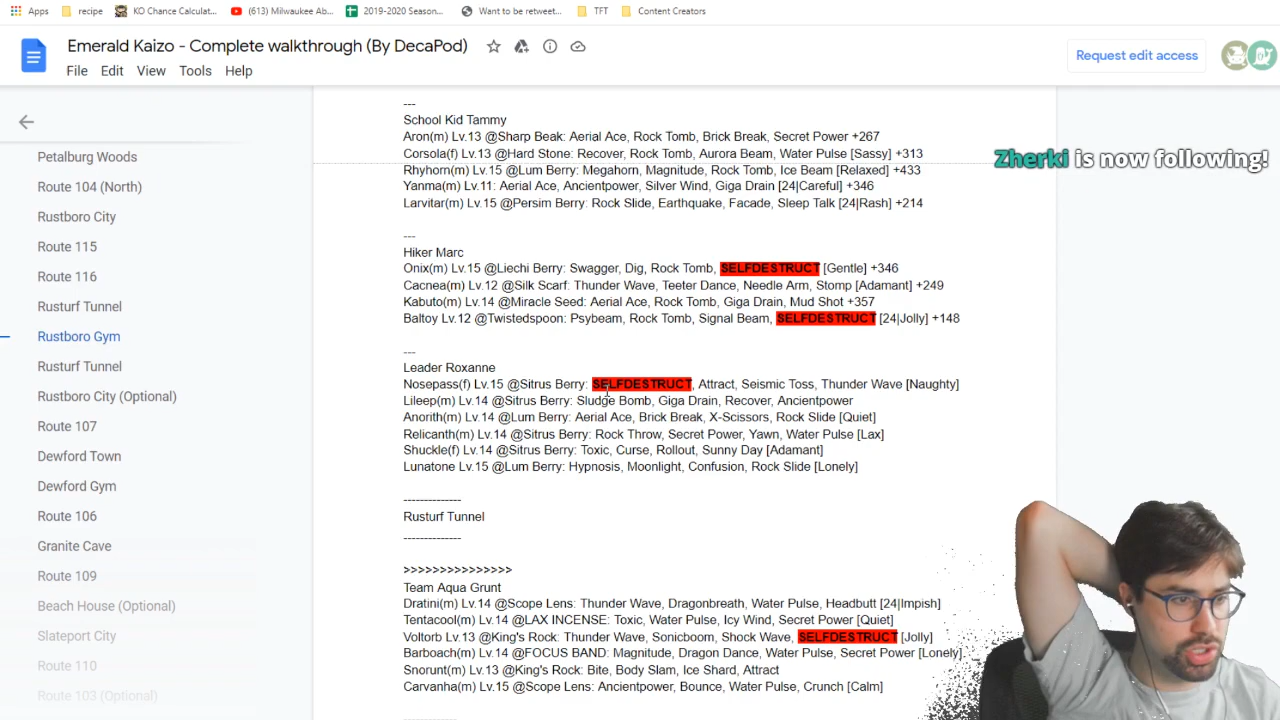 Apps recipe KO Chance Calculat... (613) Milwaukee Ab... 2019-2020 Season... Want to be retweet... TFT Content Creators
Emerald Kaizo - Complete walkthrough (By DecaPod)
Request edit access
File Edit View Tools Help
Petalburg Woods
Route 104 (North)
Rustboro City
Route 115
Route 116
Rusturf Tunnel
Rustboro Gym
Rusturf Tunnel
Rustboro City (Optional)
Route 107
Dewford Town
Dewford Gym
Route 106
Granite Cave
Route 109
Beach House (Optional)
Slateport City
Route 110
Route 103 (Optional)
---
School Kid Tammy
Aron(m) Lv.13 @Sharp Beak: Aerial Ace, Rock Tomb, Brick Break, Secret Power +267
Corsola(f) Lv.13 @Hard Stone: Recover, Rock Tomb, Aurora Beam, Water Pulse [Sassy] +313
Rhyhorn(m) Lv.15 @Lum Berry: Megahorn, Magnitude, Rock Tomb, Ice Beam [Relaxed] +433
Yanma(m) Lv.11: Aerial Ace, Ancientpower, Silver Wind, Giga Drain [24|Careful] +346
Larvitar(m) Lv.15 @Persim Berry: Rock Slide, Earthquake, Facade, Sleep Talk [24|Rash] +214
---
Hiker Marc
Onix(m) Lv.15 @Liechi Berry: Swagger, Dig, Rock Tomb, SELFDESTRUCT [Gentle] +346
Cacnea(m) Lv.12 @Silk Scarf: Thunder Wave, Teeter Dance, Needle Arm, Stomp [Adamant] +249
Kabuto(m) Lv.14 @Miracle Seed: Aerial Ace, Rock Tomb, Giga Drain, Mud Shot +357
Baltoy Lv.12 @Twistedspoon: Psybeam, Rock Tomb, Signal Beam, SELFDESTRUCT [24|Jolly] +148
---
Leader Roxanne
Nosepass(f) Lv.15 @Sitrus Berry: SELFDESTRUCT, Attract, Seismic Toss, Thunder Wave [Naughty]
Lileep(m) Lv.14 @Sitrus Berry: Sludge Bomb, Giga Drain, Recover, Ancientpower
Anorith(m) Lv.14 @Lum Berry: Aerial Ace, Brick Break, X-Scissors, Rock Slide [Quiet]
Relicanth(m) Lv.14 @Sitrus Berry: Rock Throw, Secret Power, Yawn, Water Pulse [Lax]
Shuckle(f) Lv.14 @Sitrus Berry: Toxic, Curse, Rollout, Sunny Day [Adamant]
Lunatone Lv.15 @Lum Berry: Hypnosis, Moonlight, Confusion, Rock Slide [Lonely]
-------------
Rusturf Tunnel
-------------
>>>>>>>>>>>>>>>
Team Aqua Grunt
Dratini(m) Lv.14 @Scope Lens: Thunder Wave, Dragonbreath, Water Pulse, Headbutt [24|Impish]
Tentacool(m) Lv.14 @LAX INCENSE: Toxic, Water Pulse, Icy Wind, Secret Power [Quiet]
Voltorb Lv.13 @King's Rock: Thunder Wave, Sonicboom, Shock Wave, SELFDESTRUCT [Jolly]
Barboach(m) Lv.14 @FOCUS BAND: Magnitude, Dragon Dance, Water Pulse, Secret Power [Lonely]
Snorunt(m) Lv.13 @King's Rock: Bite, Body Slam, Ice Shard, Attract
Carvanha(m) Lv.15 @Scope Lens: Ancientpower, Bounce, Water Pulse, Crunch [Calm]
Zherki is now following!